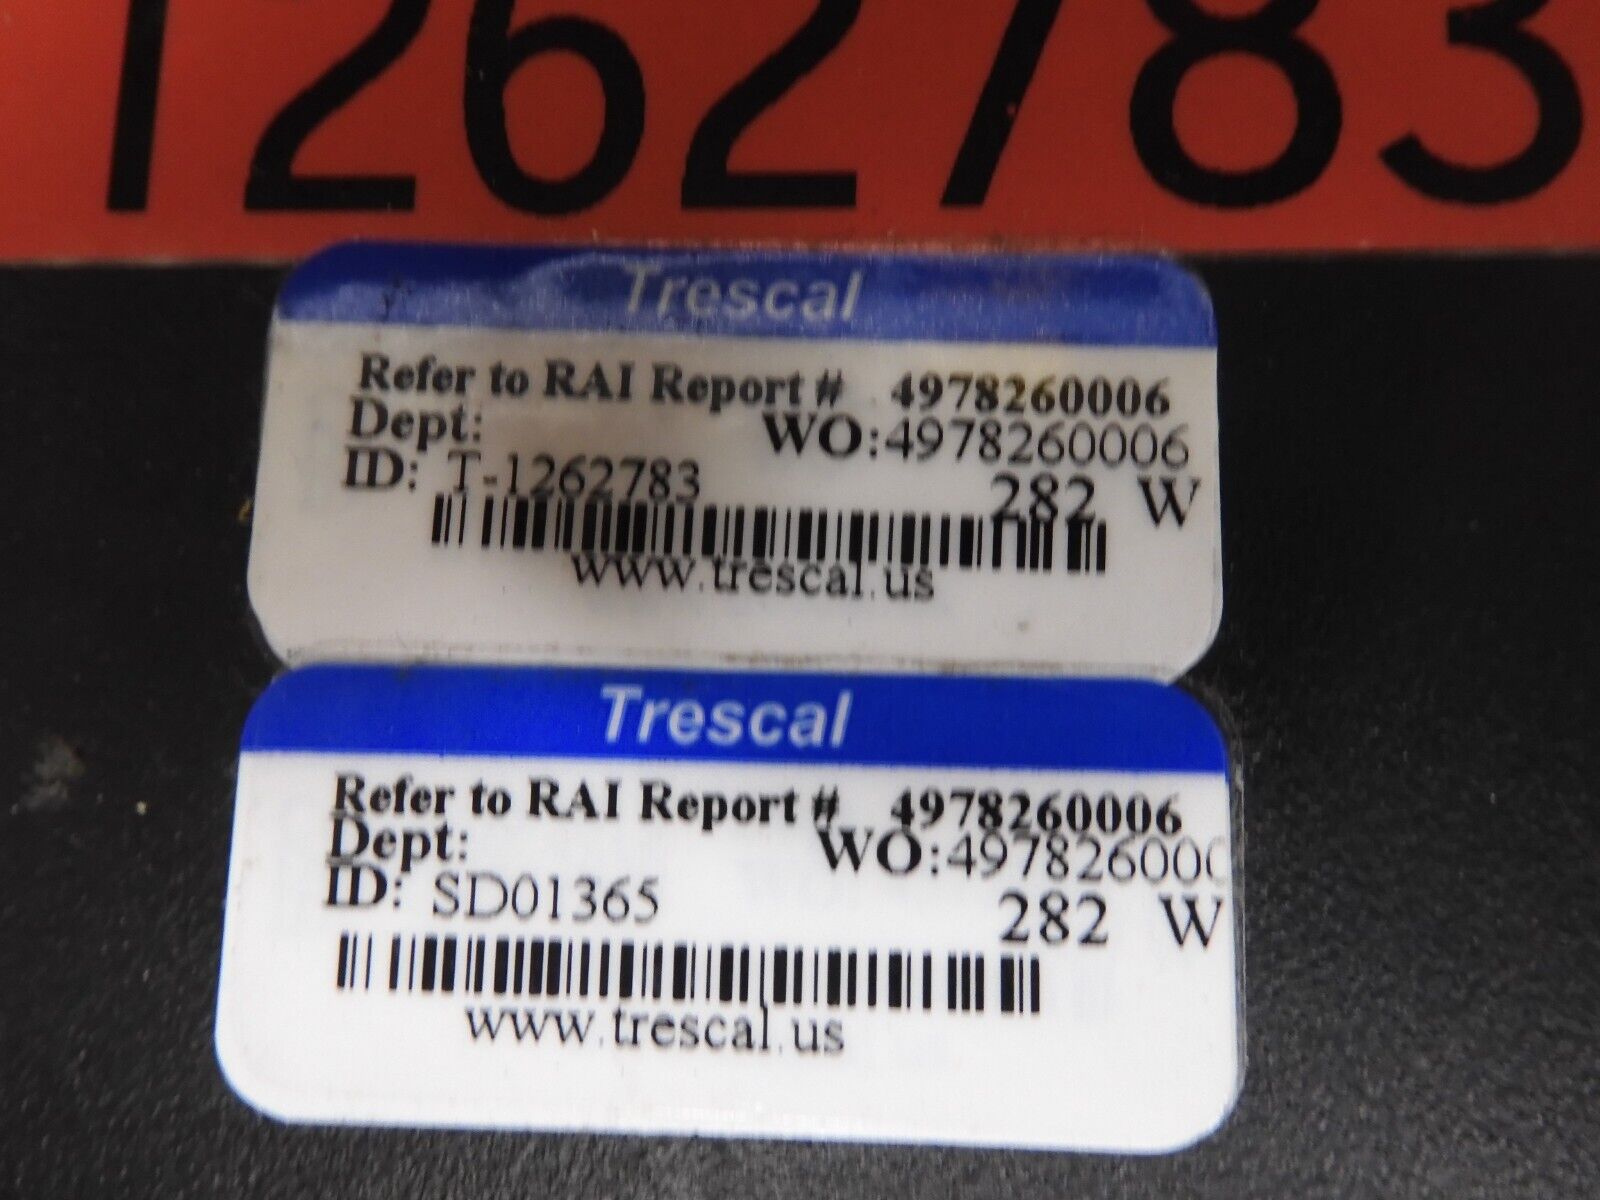 1262783
Trescal
Refer to RAI Report # 4978260006
Dept: WO:4978260006
ID: T-1262783 282 W
www.trescal.us
Trescal
Refer to RAI Report # 4978260006
Dept: WO:497826000
ID: SD01365 282 W
www.trescal.us